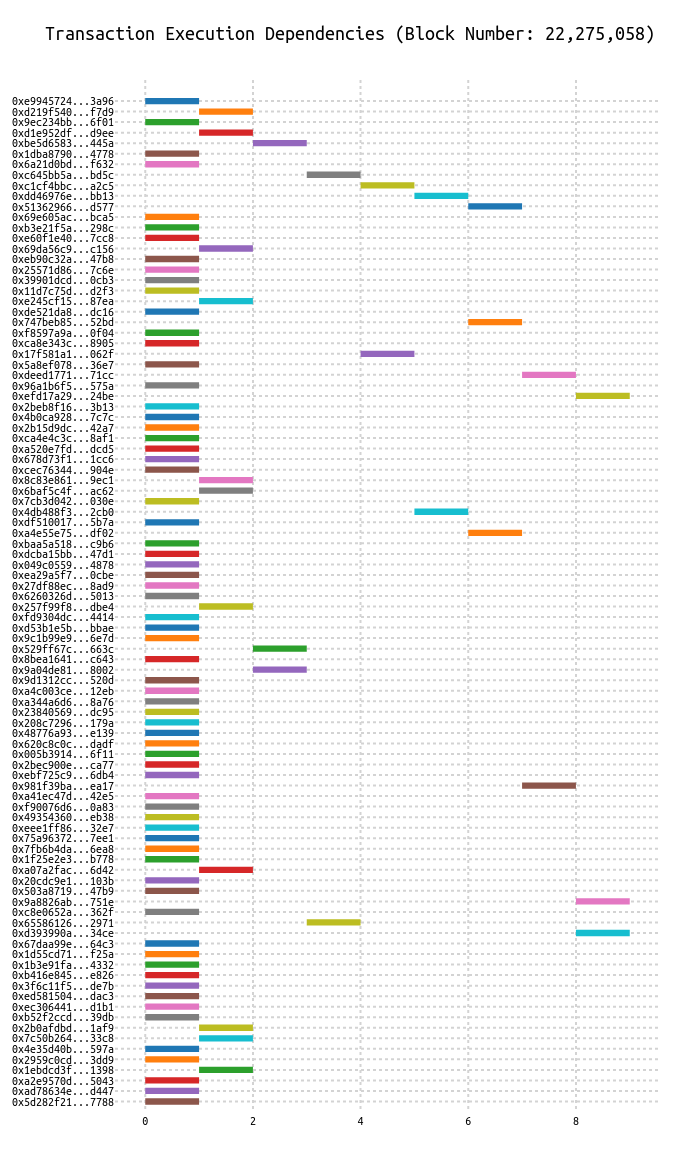 Transaction Execution Dependencies (Block Number: 22,275,058)
0xe9945724...3a96
0xd219f540...f7d9
0x9ec234bb...6f01
0xd1e952df...d9ee
0xbe5d6583...445a
0x1dba8790...4778
0x6a21d0bd...f632
0xc645bb5a...bd5c
0xc1cf4bbc...a2c5
0xdd46976e...bb13
0x51362966...d577
0x69e605ac...bca5
0xb3e21f5a...298c
0xe60f1e40...7cc8
0x69da56c9...c156
0xeb90c32a...47b8
0x25571d86...7c6e
0x39901dcd...0cb3
0x11d7c75d...d2f3
0xe245cf15...87ea
0xde521da8...dc16
0x747beb85...52bd
0xf8597a9a...0f04
0xca8e343c...8905
0x17f581a1...062f
0x5a8ef078...36e7
0xdeed1771...71cc
0x96a1b6f5...575a
0xefd17a29...24be
0x2beb8f16...3b13
0x4b0ca928...7c7c
0x2b15d9dc...42a7
0xca4e4c3c...8af1
0xa520e7fd...dcd5
0x678d73f1...1cc6
0xcec76344...904e
0x8c83e861...9ec1
0x6baf5c4f...ac62
0x7cb3d042...030e
0x4db488f3...2cb0
0xdf510017...5b7a
0xa4e55e75...df02
0xbaa5a518...c9b6
0xdcba15bb...47d1
0x049c0559...4878
0xea29a5f7...0cbe
0x27df88ec...8ad9
0x6260326d...5013
0x257f99f8...dbe4
0xfd9304dc...4414
0xd53b1e5b...bbae
0x9c1b99e9...6e7d
0x529ff67c...663c
0x8bea1641...c643
0x9a04de81...8002
0x9d1312cc...520d
0xa4c003ce...12eb
0xa344a6d6...8a76
0x23840569...dc95
0x208c7296...179a
0x48776a93...e139
0x620c8c0c...dadf
0x005b3914...6f11
0x2bec900e...ca77
0xebf725c9...6db4
0x981f39ba...ea17
0xa41ec47d...42e5
0xf90076d6...0a83
0x49354360...eb38
0xeee1ff86...32e7
0x75a96372...7ee1
0x7fb6b4da...6ea8
0x1f25e2e3...b778
0xa07a2fac...6d42
0x20cdc9e1...103b
0x503a8719...47b9
0x9a8826ab...751e
0xc8e0652a...362f
0x65586126...2971
0xd393990a...34ce
0x67daa99e...64c3
0x1d55cd71...f25a
0x1b3e91fa...4332
0xb416e845...e826
0x3f6c11f5...de7b
0xed581504...dac3
0xec306441...d1b1
0xb52f2ccd...39db
0x2b0afdbd...1af9
0x7c50b264...33c8
0x4e35d40b...597a
0x2959c0cd...3dd9
0x1ebdcd3f...1398
0xa2e9570d...5043
0xad78634e...d447
0x5d282f21...7788
0 2 4 6 8